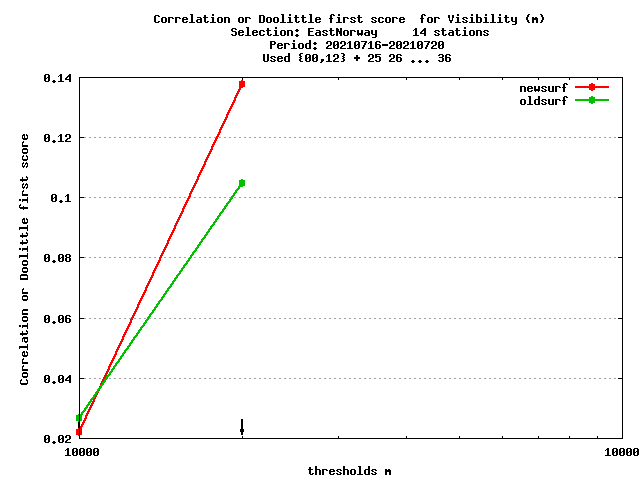 Correlation or Doolittle first score  for Visibility (m)
Selection: EastNorway     14 stations
Period: 20210716-20210720
Used {00,12} + 25 26 ... 36
newsurf
oldsurf
0.14
0.12
0.1
0.08
0.06
0.04
0.02
Correlation or Doolittle first score
10000
10000
thresholds m